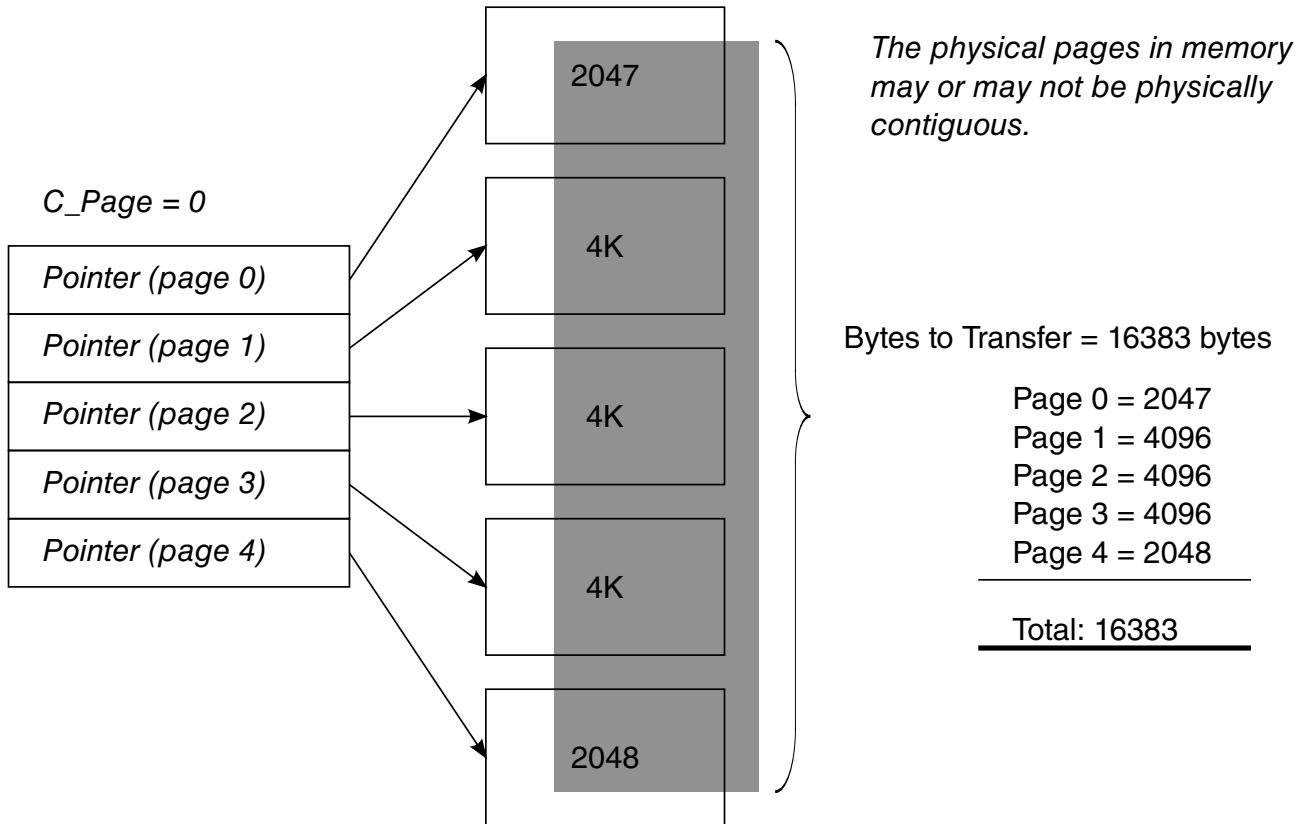 C_Page = 0
Pointer (page 0)
Pointer (page 1)
Pointer (page 2)
Pointer (page 3)
Pointer (page 4)
2047
4K
4K
4K
2048
The physical pages in memory
may or may not be physically
contiguous.
Bytes to Transfer = 16383 bytes
Page 0 = 2047
Page 1 = 4096
Page 2 = 4096
Page 3 = 4096
Page 4 = 2048
Total: 16383